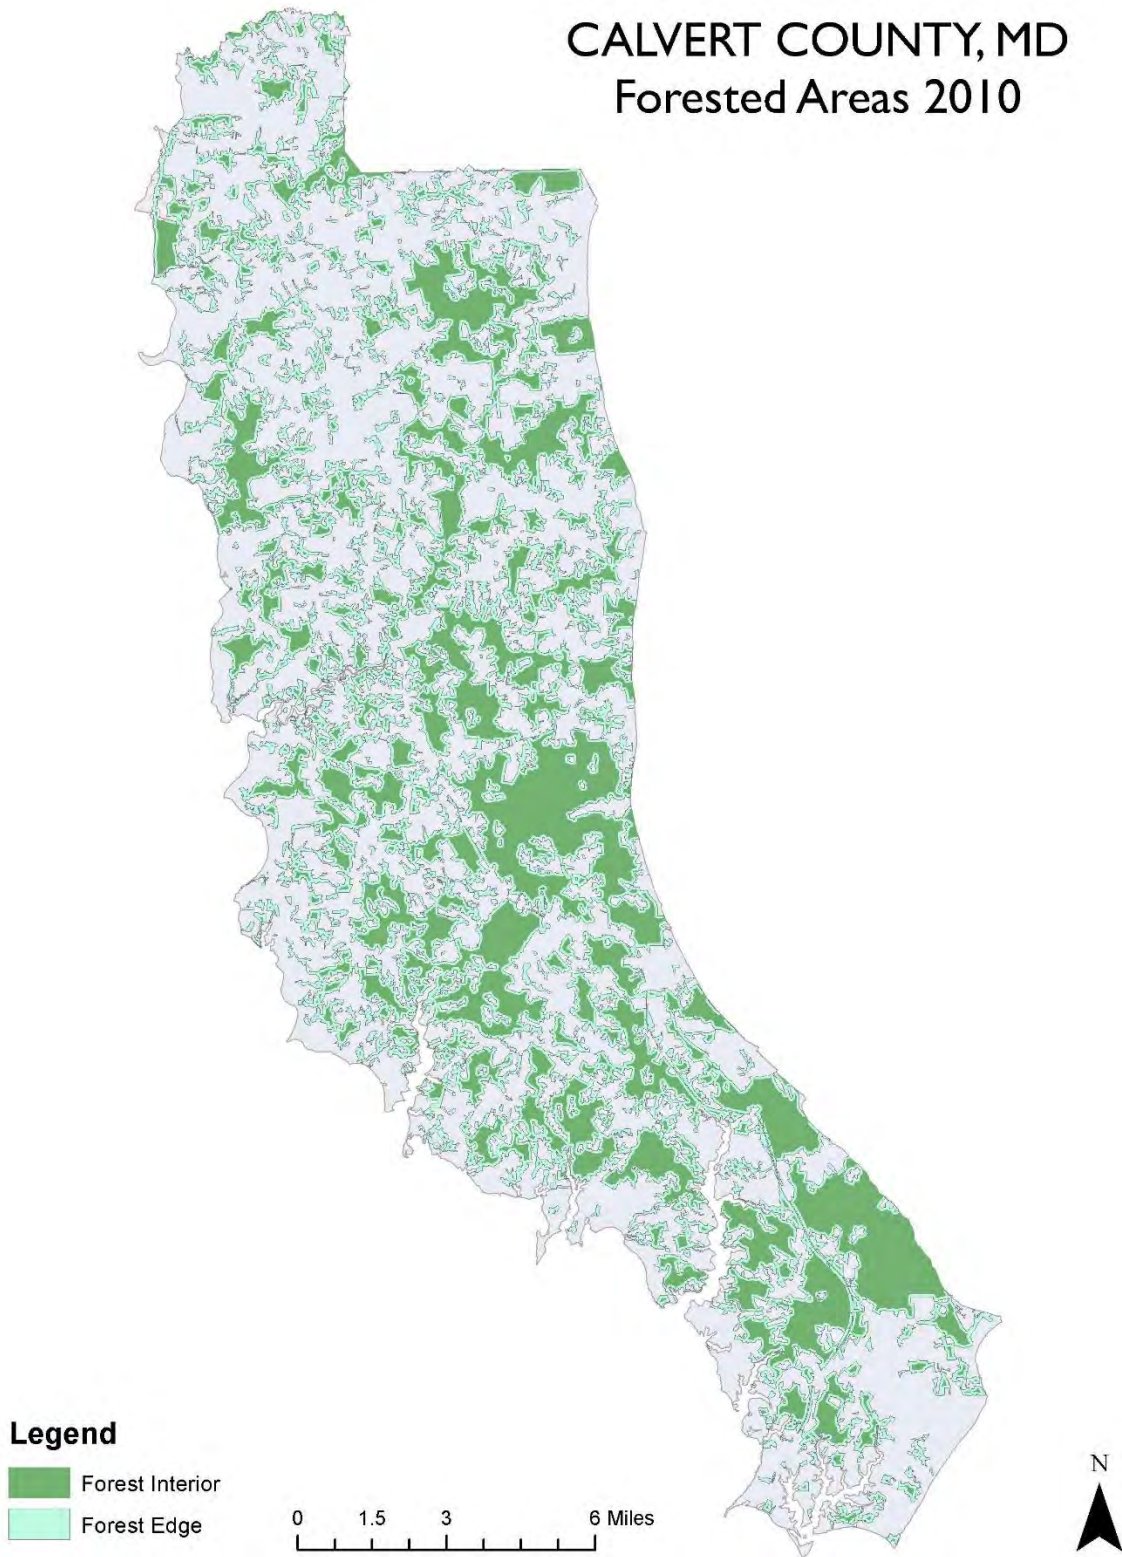 CALVERT COUNTY, MD
Forested Areas 2010
Legend
Forest Interior
Forest Edge
0 1.5 3 6 Miles
N